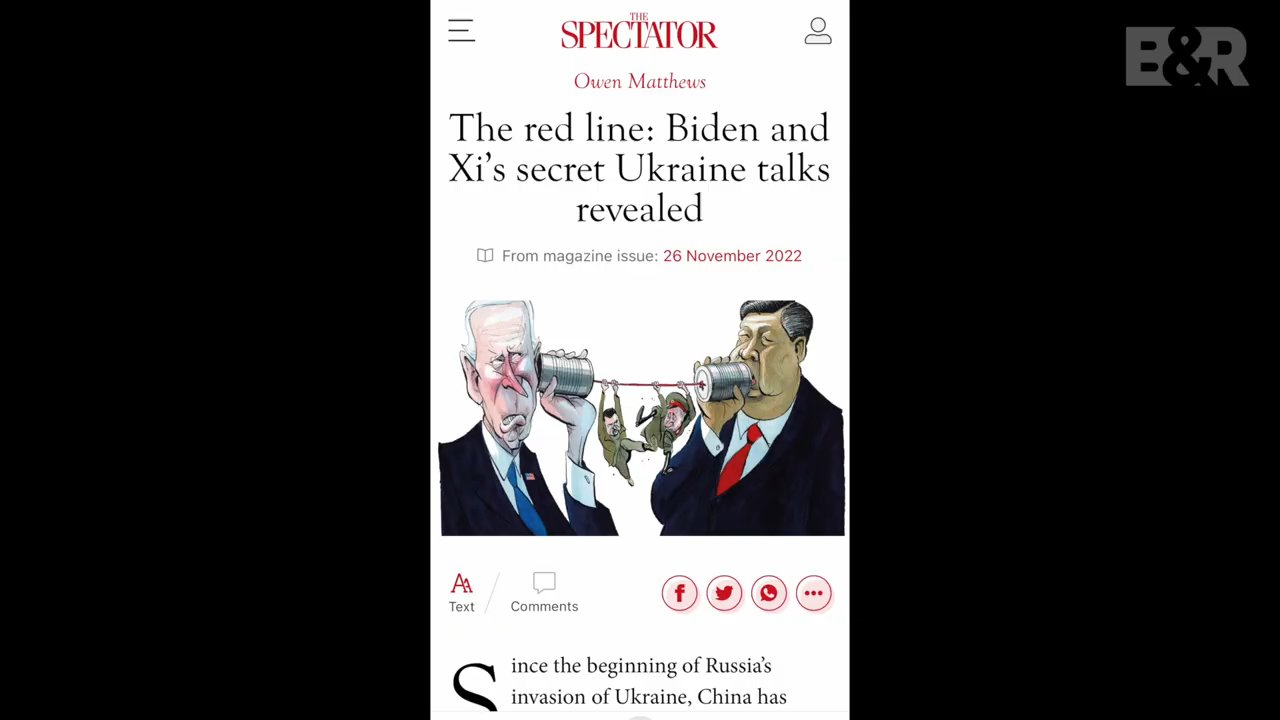 THE
SPECTATOR
B&R
Owen Matthews
The red line: Biden and
Xi’s secret Ukraine talks
revealed
From magazine issue: 26 November 2022
AA
Text
Comments
Since the beginning of Russia’s
invasion of Ukraine, China has